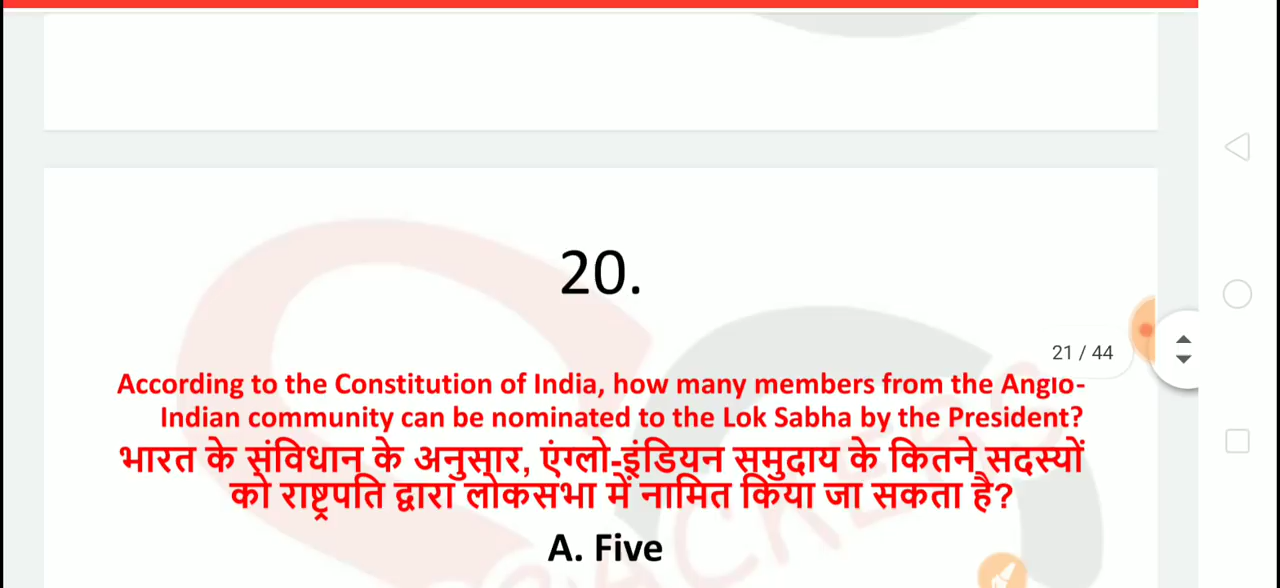 20.
21 / 44
According to the Constitution of India, how many members from the Anglo-
Indian community can be nominated to the Lok Sabha by the President?
भारत के संविधान के अनुसार, एंग्लो-इंडियन समुदाय के कितने सदस्यों
को राष्ट्रपति द्वारा लोकसभा में नामित किया जा सकता है?
A. Five